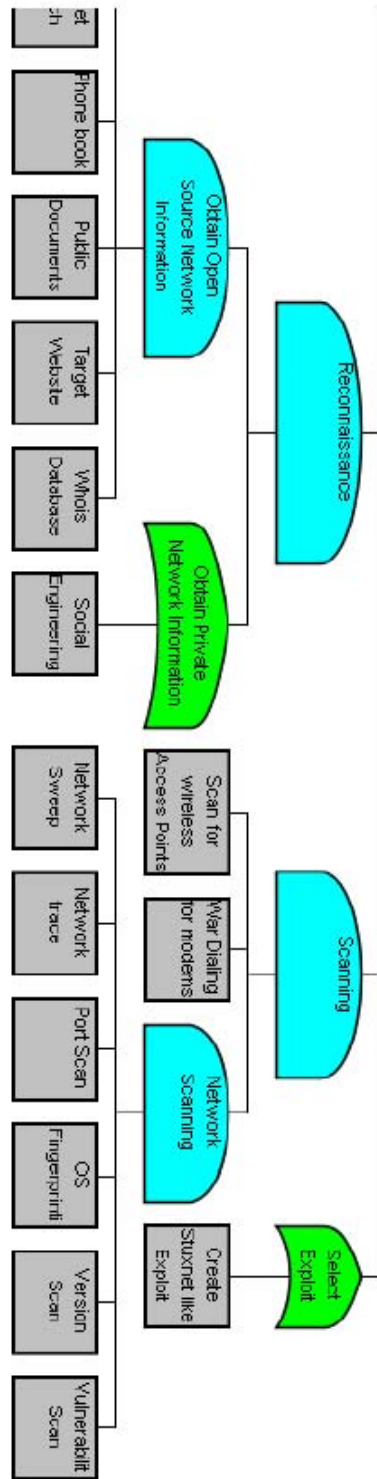 Reconnaissance
Scanning
Select
Exploit
Obtain Open
Source Network
Information
Obtain Private
Network Information
Scan for
wireless
Access Points
War Dialing
for modems
Network
Scanning
Create
Stuxnet like
Exploit
et
ch
Phone book
Public
Documents
Target
Website
Whois
Database
Social
Engineering
Network
Sweep
Network
trace
Port Scan
OS
Fingerprinti
Version
Scan
Vulnerabilit
Scan